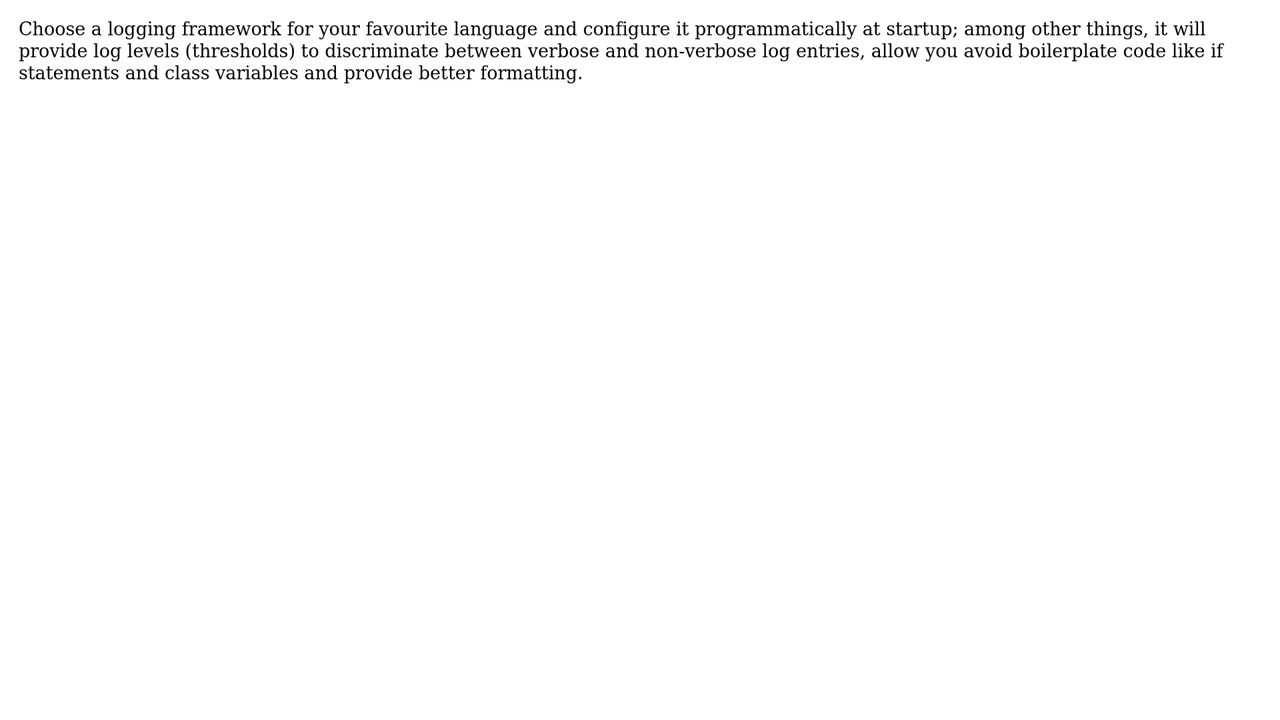 Choose a logging framework for your favourite language and configure it programmatically at startup; among other things, it will
provide log levels (thresholds) to discriminate between verbose and non-verbose log entries, allow you avoid boilerplate code like if
statements and class variables and provide better formatting.